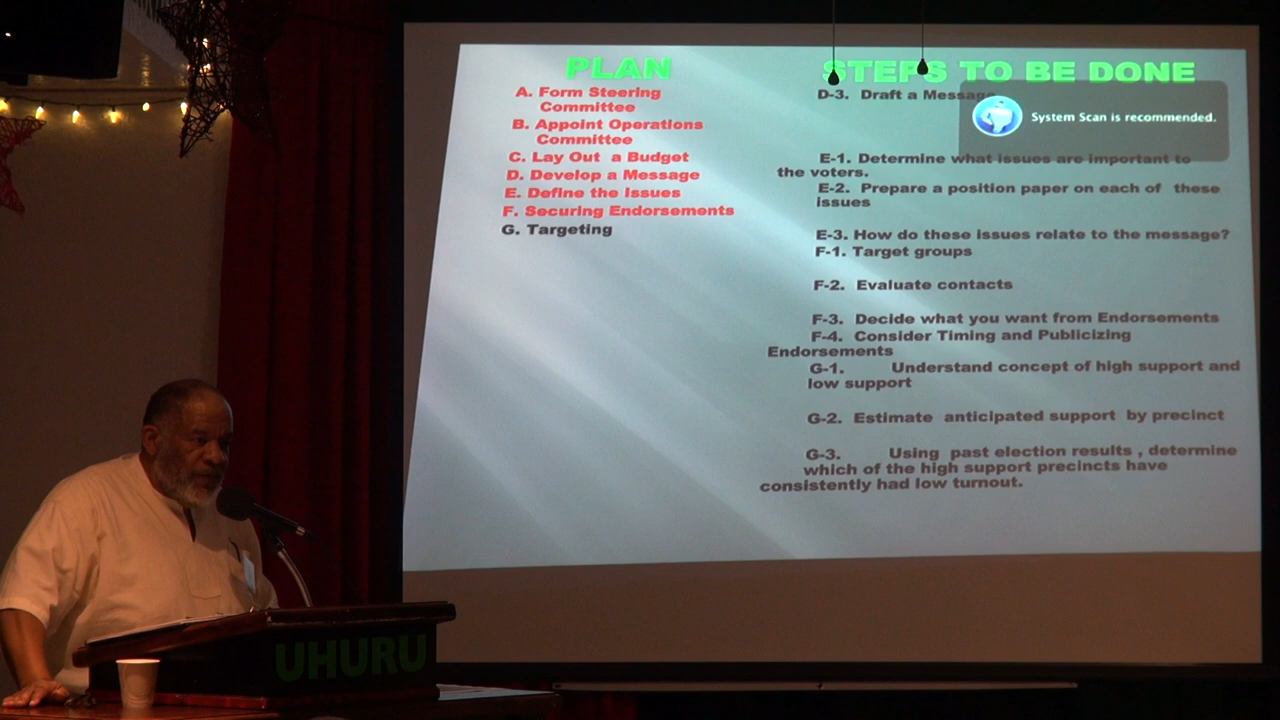 PLAN
A. Form Steering
Committee
B. Appoint Operations
Committee
C. Lay Out a Budget
D. Develop a Message
E. Define the Issues
F. Securing Endorsements
G. Targeting
STEPS TO BE DONE
D-3. Draft a Message
System Scan is recommended.
E-1. Determine what issues are important to
the voters.
E-2. Prepare a position paper on each of these
issues
E-3. How do these issues relate to the message?
F-1. Target groups
F-2. Evaluate contacts
F-3. Decide what you want from Endorsements
F-4. Consider Timing and Publicizing
Endorsements
G-1. Understand concept of high support and
low support
G-2. Estimate anticipated support by precinct
G-3. Using past election results , determine
which of the high support precincts have
consistently had low turnout.
UHURU